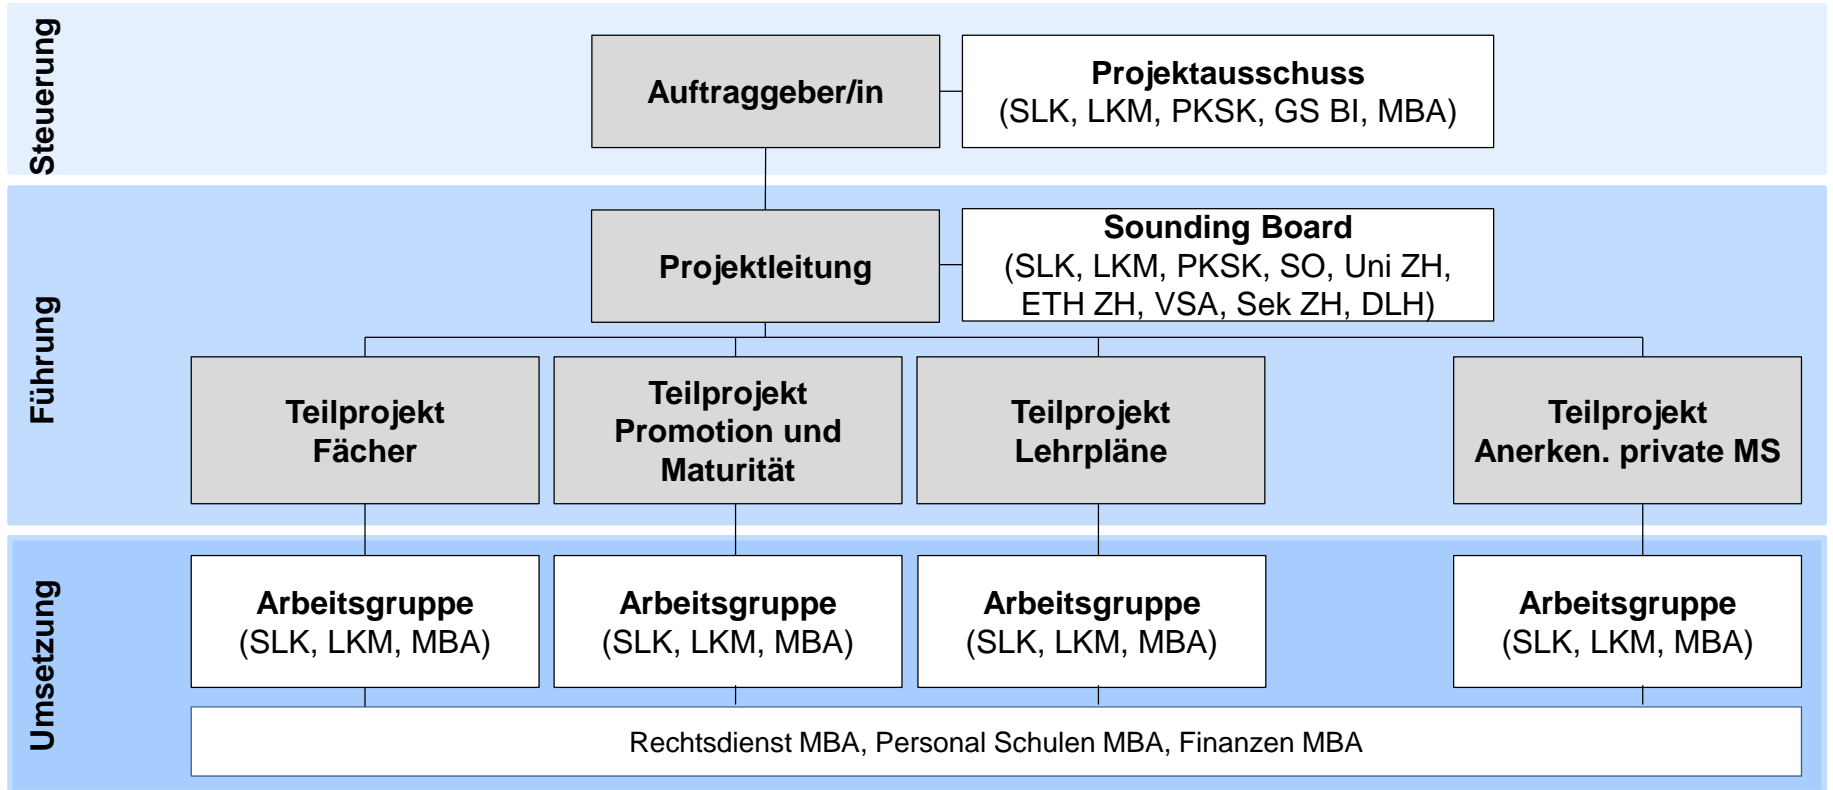 Steuerung
Auftraggeber/in
Projektausschuss
(SLK, LKM, PKSK, GS BI, MBA)
Führung
Projektleitung
Sounding Board
(SLK, LKM, PKSK, SO, Uni ZH,
ETH ZH, VSA, Sek ZH, DLH)
Teilprojekt
Fächer
Teilprojekt
Promotion und
Maturität
Teilprojekt
Lehrpläne
Teilprojekt
Anerken. private MS
Umsetzung
Arbeitsgruppe
(SLK, LKM, MBA)
Arbeitsgruppe
(SLK, LKM, MBA)
Arbeitsgruppe
(SLK, LKM, MBA)
Arbeitsgruppe
(SLK, LKM, MBA)
Rechtsdienst MBA, Personal Schulen MBA, Finanzen MBA